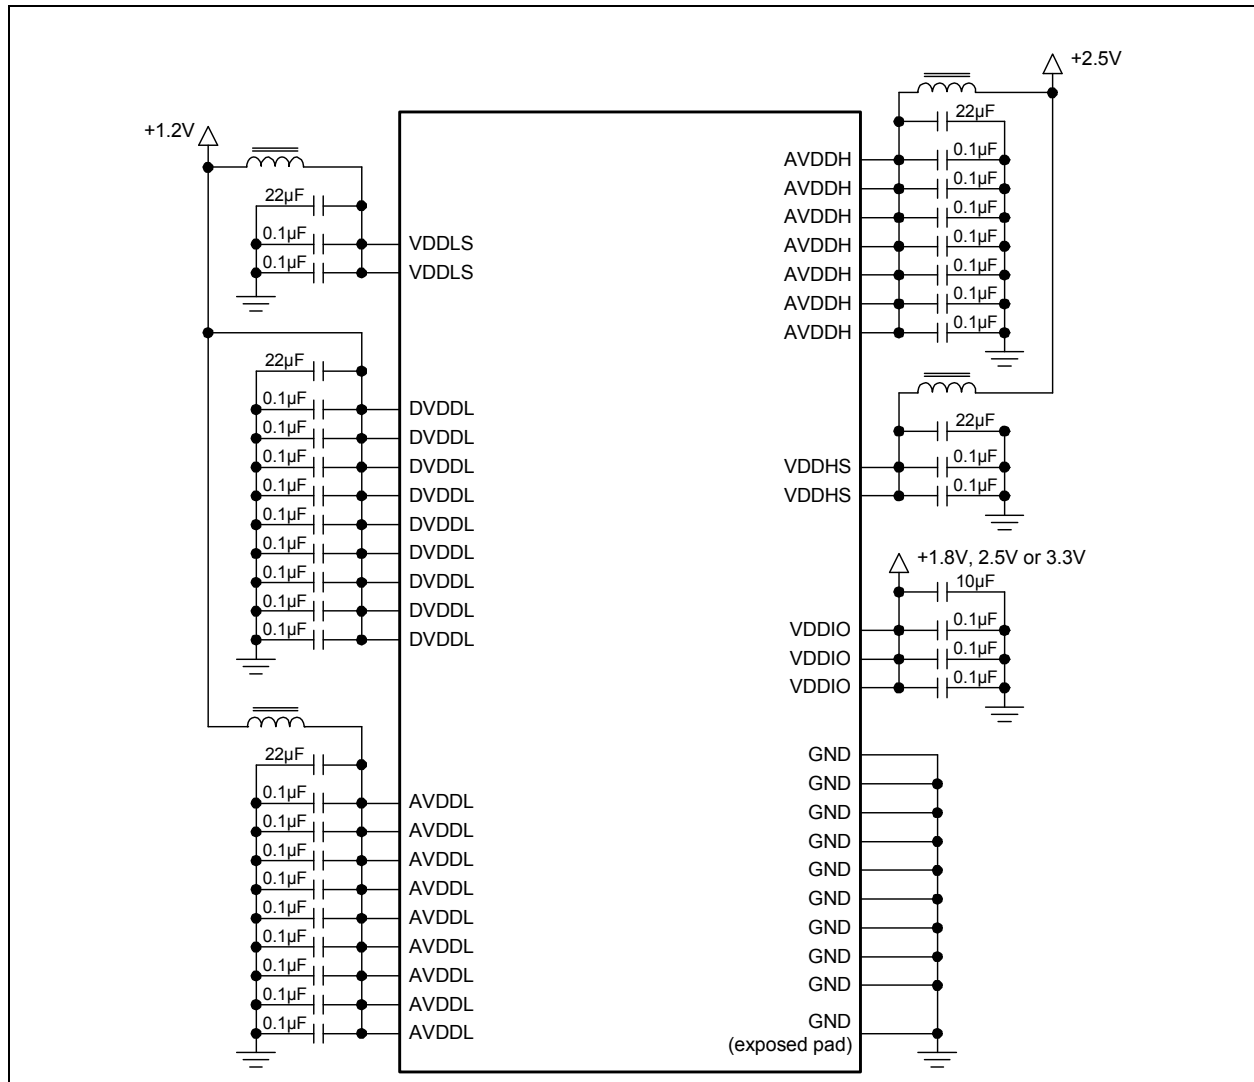 +1.2V
22µF
0.1µF
0.1µF
VDDLS
VDDLS
22µF
0.1µF
0.1µF
0.1µF
0.1µF
0.1µF
0.1µF
0.1µF
0.1µF
0.1µF
DVDDL
DVDDL
DVDDL
DVDDL
DVDDL
DVDDL
DVDDL
DVDDL
DVDDL
22µF
0.1µF
0.1µF
0.1µF
0.1µF
0.1µF
0.1µF
0.1µF
0.1µF
0.1µF
AVDDL
AVDDL
AVDDL
AVDDL
AVDDL
AVDDL
AVDDL
AVDDL
AVDDL
+2.5V
22µF
AVDDH
AVDDH
AVDDH
AVDDH
AVDDH
AVDDH
AVDDH
0.1µF
0.1µF
0.1µF
0.1µF
0.1µF
0.1µF
0.1µF
22µF
VDDHS
VDDHS
0.1µF
0.1µF
+1.8V, 2.5V or 3.3V
10µF
VDDIO
VDDIO
VDDIO
0.1µF
0.1µF
0.1µF
GND
GND
GND
GND
GND
GND
GND
GND
GND
GND
(exposed pad)